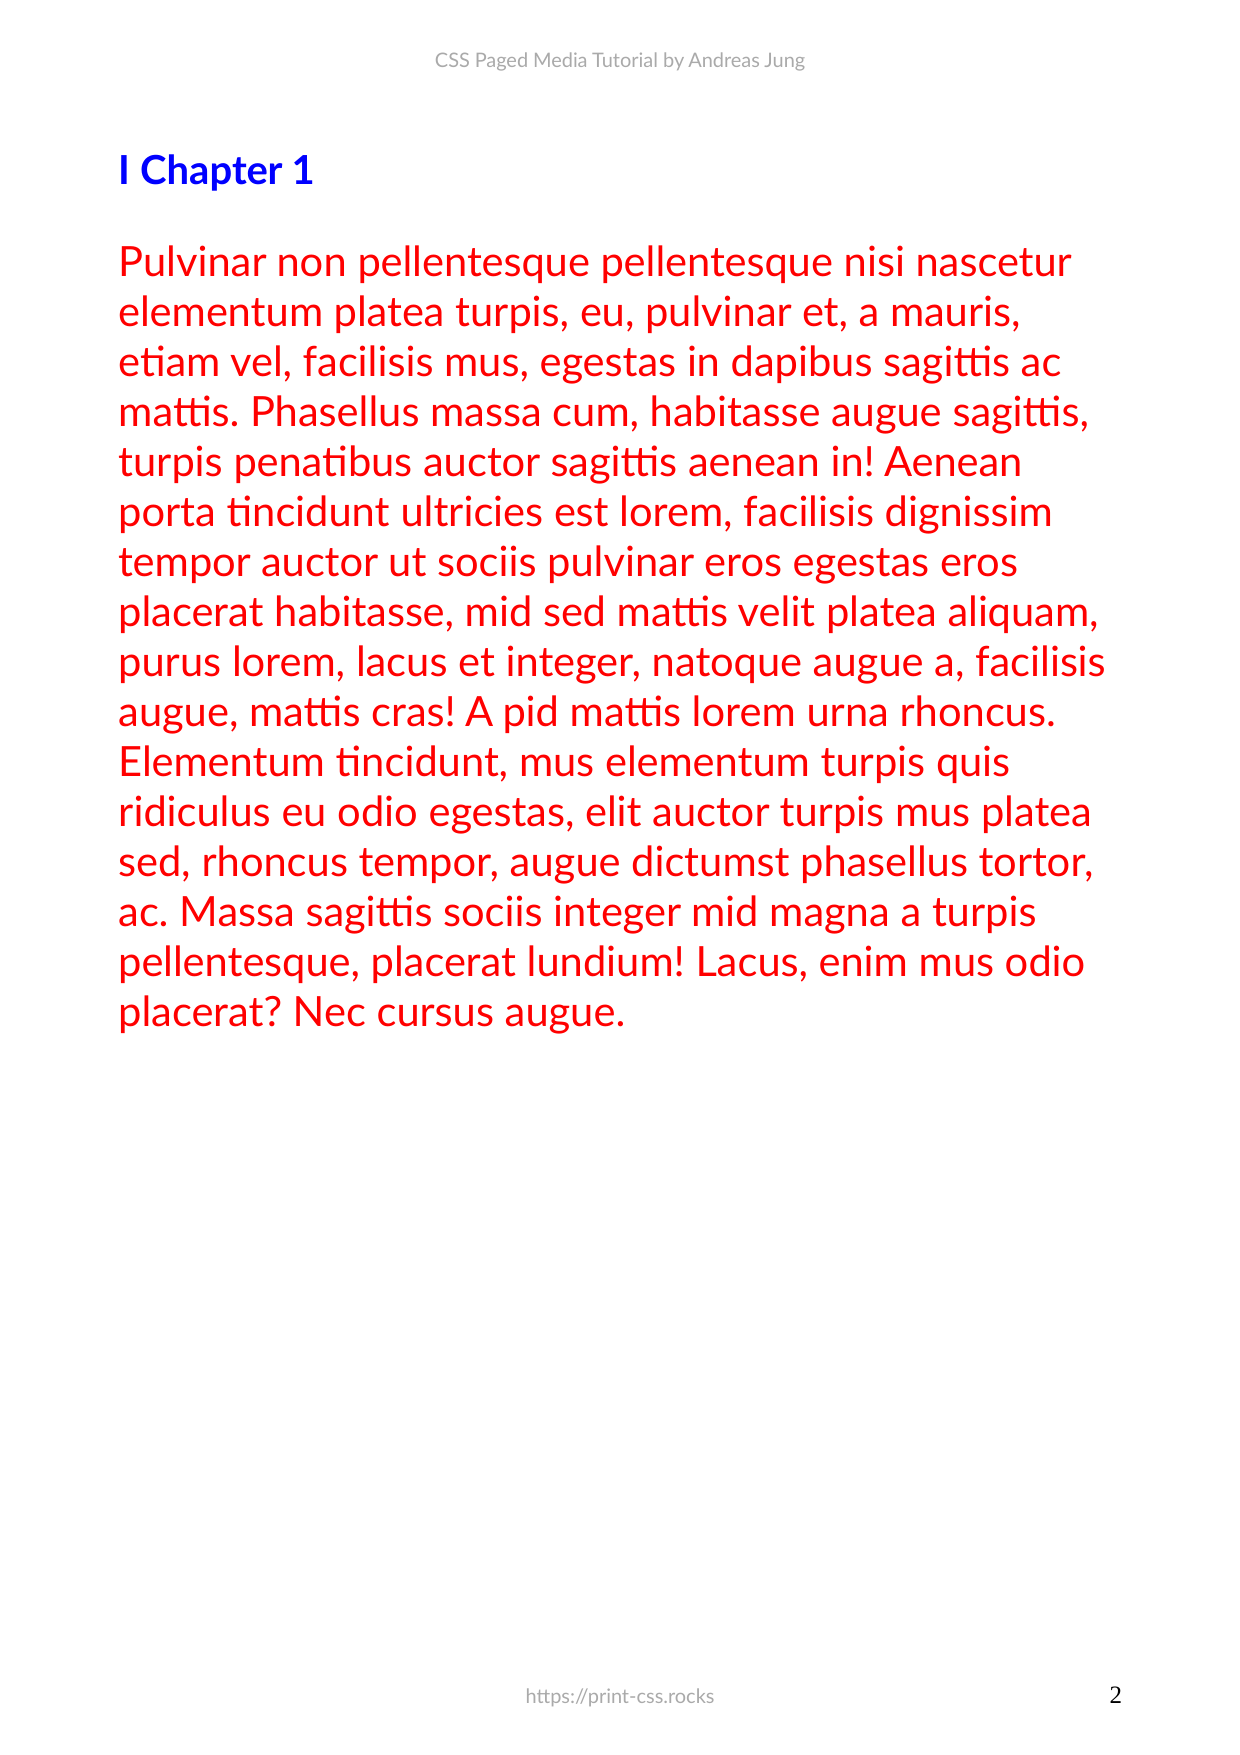 CSS Paged Media Tutorial by Andreas Jung
I Chapter 1
Pulvinar non pellentesque pellentesque nisi nascetur
elementum platea turpis, eu, pulvinar et, a mauris,
etiam vel, facilisis mus, egestas in dapibus sagittis ac
mattis. Phasellus massa cum, habitasse augue sagittis,
turpis penatibus auctor sagittis aenean in! Aenean
porta tincidunt ultricies est lorem, facilisis dignissim
tempor auctor ut sociis pulvinar eros egestas eros
placerat habitasse, mid sed mattis velit platea aliquam,
purus lorem, lacus et integer, natoque augue a, facilisis
augue, mattis cras! A pid mattis lorem urna rhoncus.
Elementum tincidunt, mus elementum turpis quis
ridiculus eu odio egestas, elit auctor turpis mus platea
sed, rhoncus tempor, augue dictumst phasellus tortor,
ac. Massa sagittis sociis integer mid magna a turpis
pellentesque, placerat lundium! Lacus, enim mus odio
placerat? Nec cursus augue.
https://print-css.rocks 2